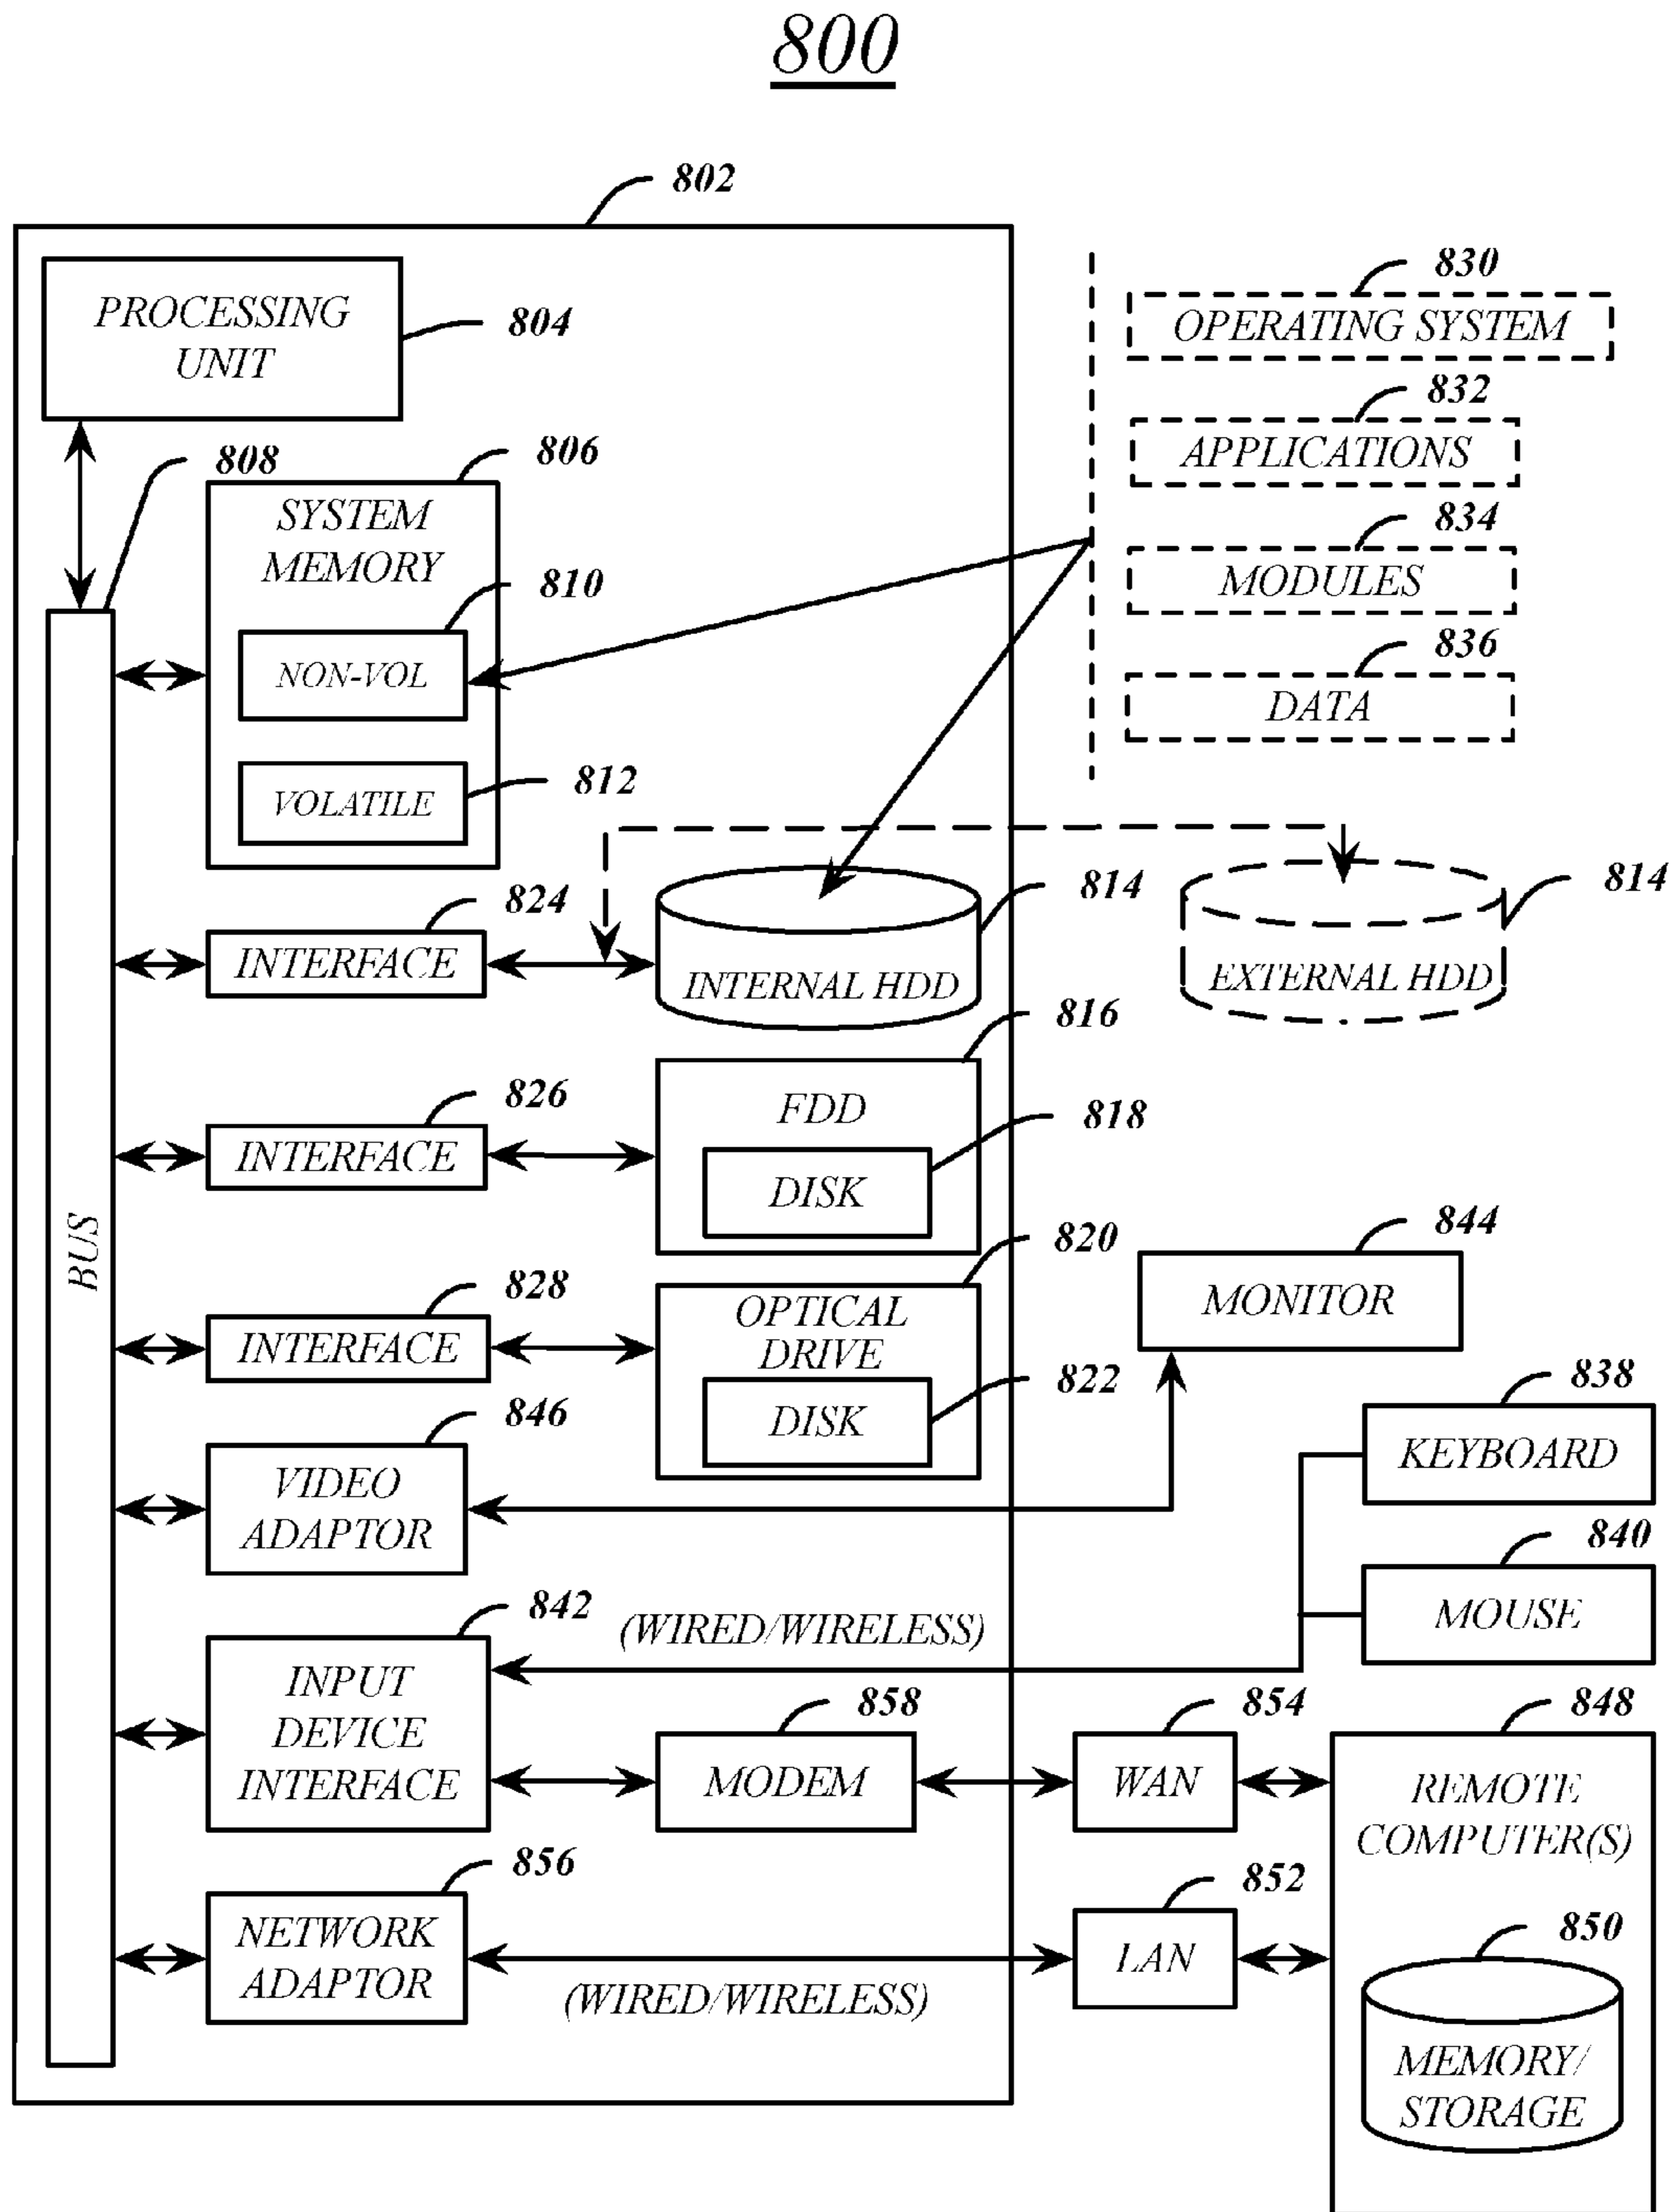 800
802
PROCESSING
UNIT
804
830
OPERATING SYSTEM
832
APPLICATIONS
834
MODULES
836
DATA
808
806
SYSTEM
MEMORY
810
NON-VOL
812
VOLATILE
BUS
824
INTERFACE
814
INTERNAL HDD
814
EXTERNAL HDD
826
INTERFACE
816
FDD
818
DISK
828
INTERFACE
820
OPTICAL
DRIVE
822
DISK
844
MONITOR
846
VIDEO
ADAPTOR
838
KEYBOARD
840
MOUSE
842
INPUT
DEVICE
INTERFACE
(WIRED/WIRELESS)
858
MODEM
854
WAN
848
REMOTE
COMPUTER(S)
856
NETWORK
ADAPTOR
(WIRED/WIRELESS)
852
LAN
850
MEMORY/
STORAGE